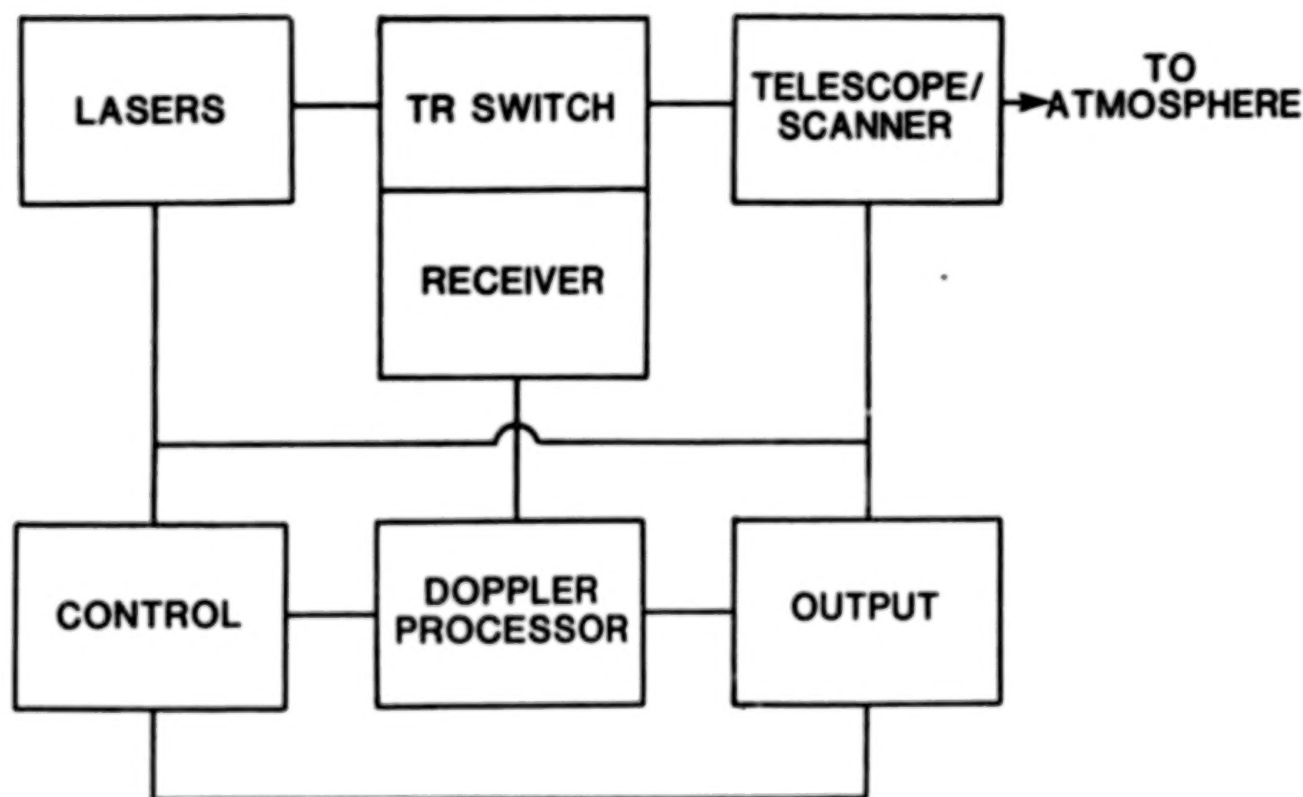 LASERS
TR SWITCH
TELESCOPE/
SCANNER
TO
ATMOSPHERE
RECEIVER
CONTROL
DOPPLER
PROCESSOR
OUTPUT